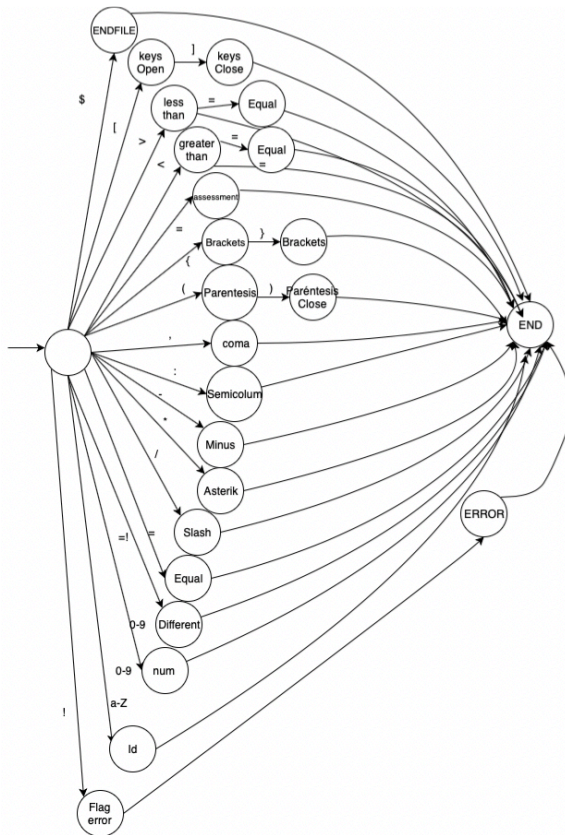 ENDFILE
keys
Open
]
keys
Close
$
[
less
than
=
Equal
>
greater
than
=
Equal
<
=
assessment
=
Brackets
}
Brackets
{
(
Parentesis
)
Paréntesis
Close
END
,
coma
:
Semicolum
-
Minus
*
Asterik
/
Slash
ERROR
=!
=
Equal
Different
0-9
0-9
num
a-Z
!
Id
Flag
error